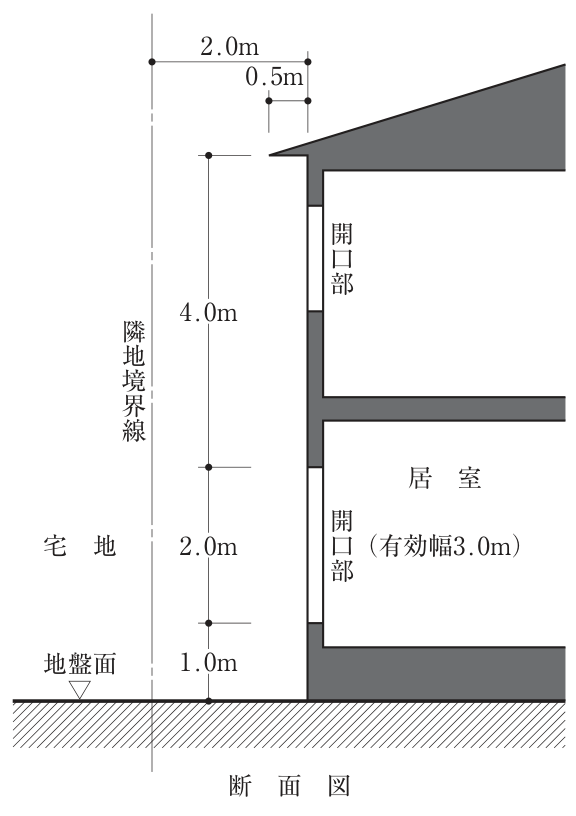 2.0m
0.5m
開口部
4.0m
隣地境界線
居 室
開口部
(有効幅3.0m)
宅 地
2.0m
地盤面
1.0m
断 面 図